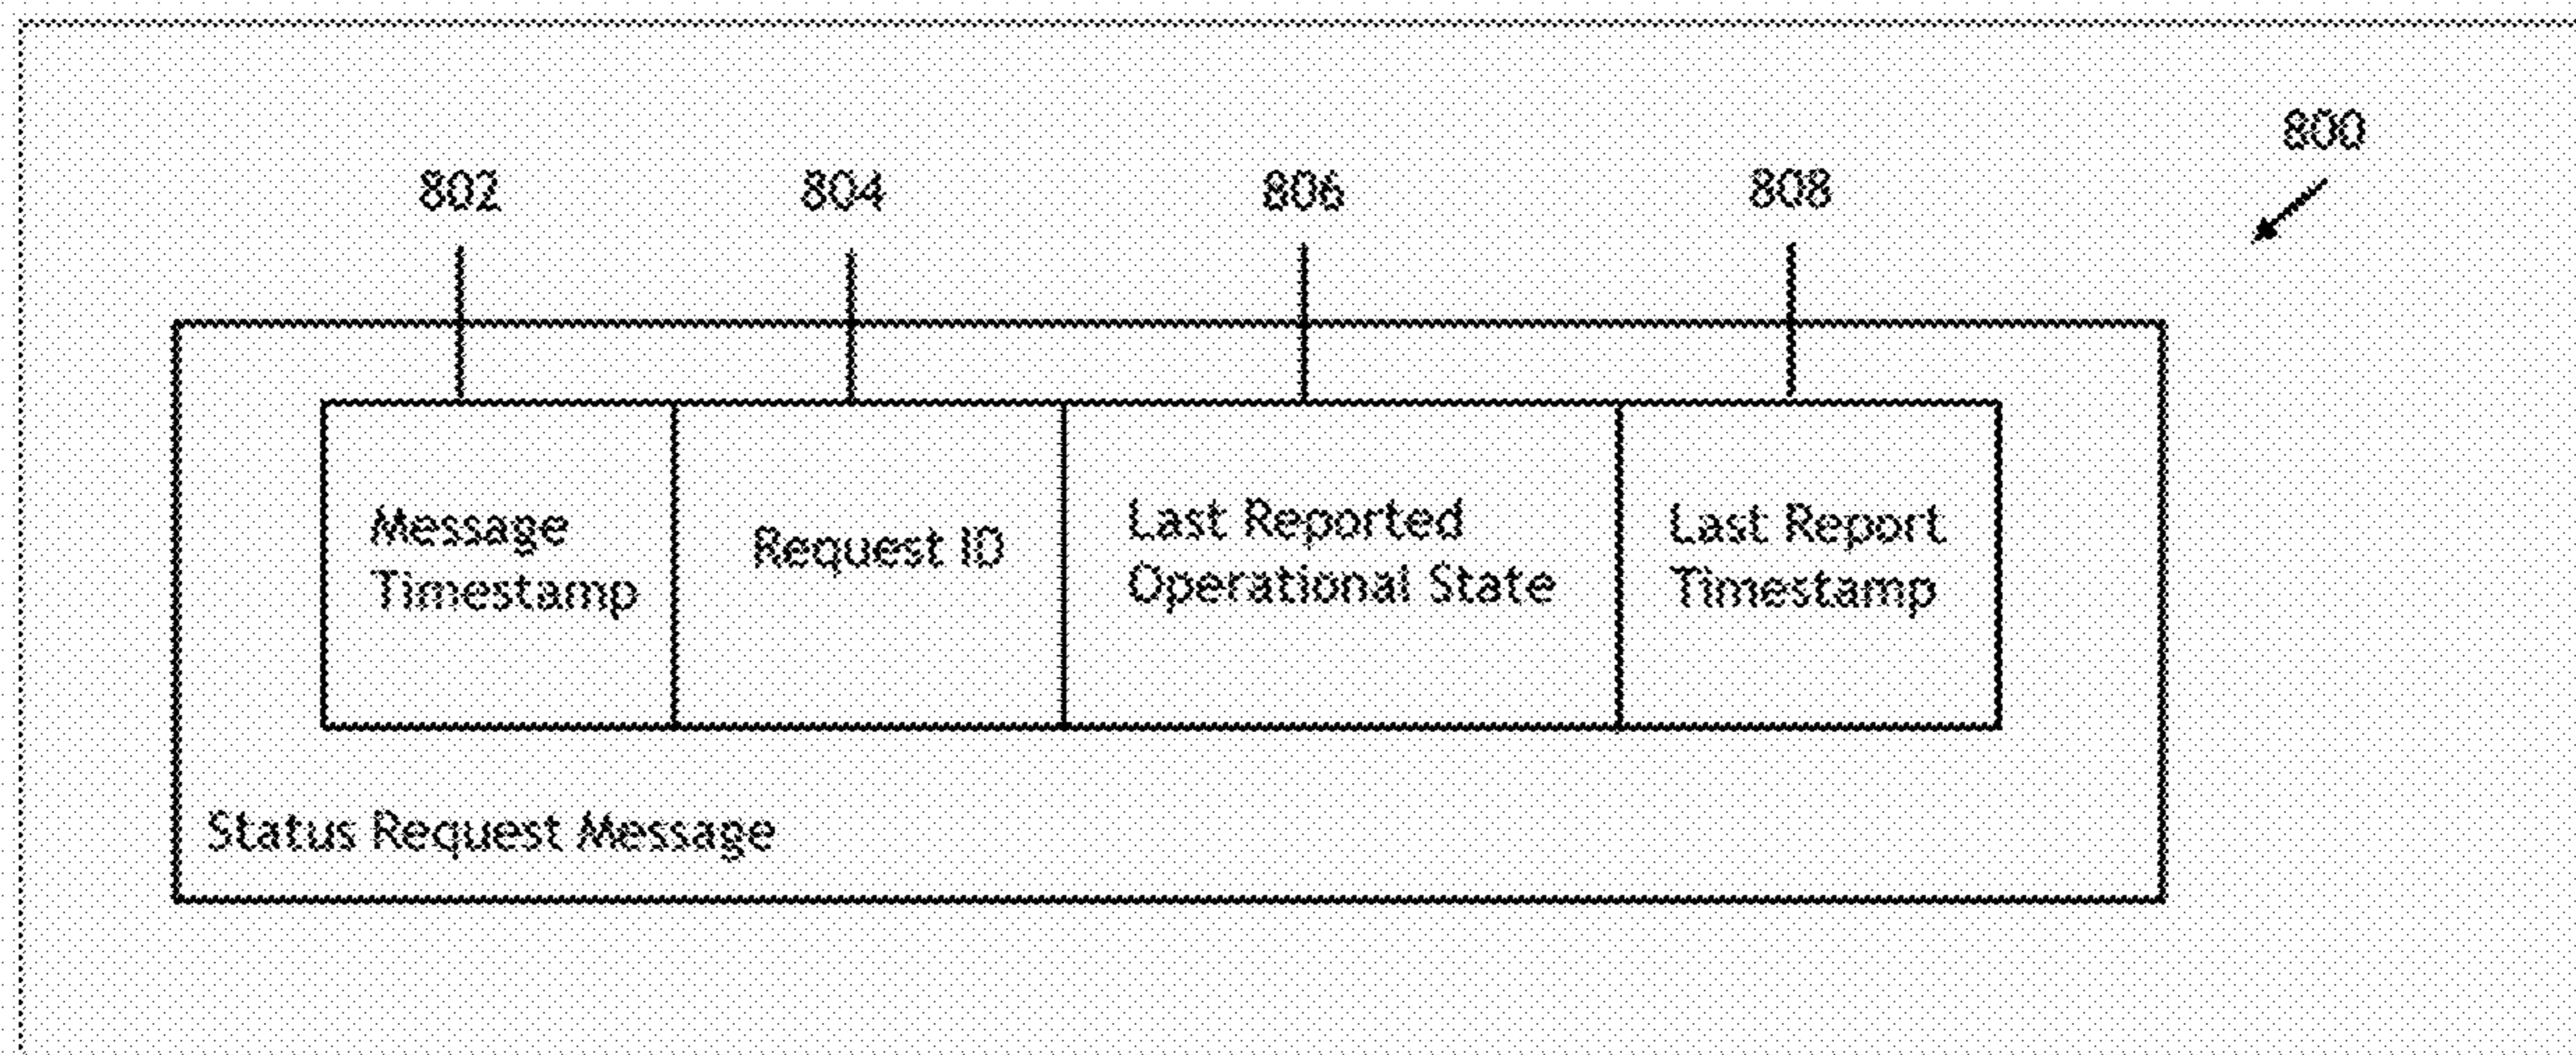 800
802
804
806
808
Message
Timestamp
Request ID
Last Reported
Operational State
Last Report
Timestamp
Status Request Message